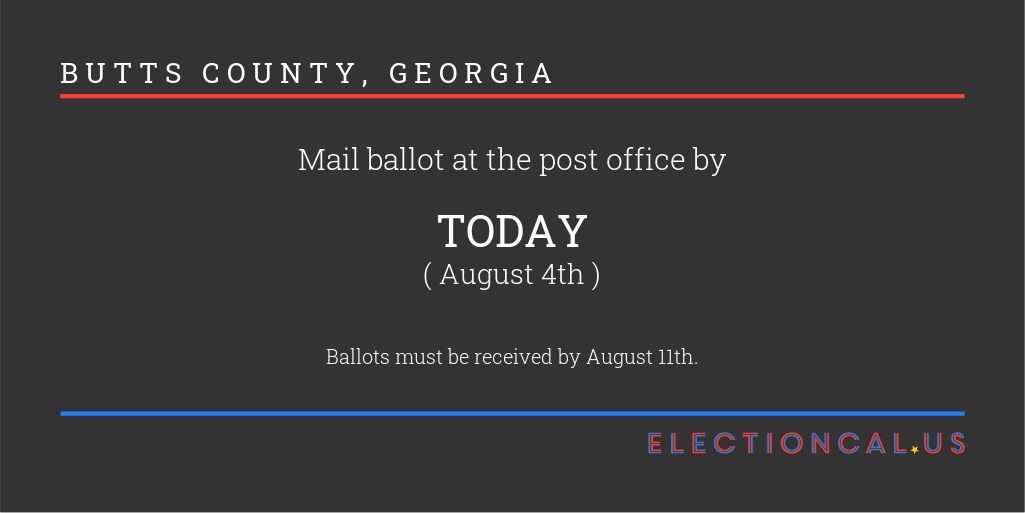 BUTTS COUNTY, GEORGIA
Mail ballot at the post office by
TODAY
( August 4th )
Ballots must be received by August 11th.
ELECTIONCAL.US